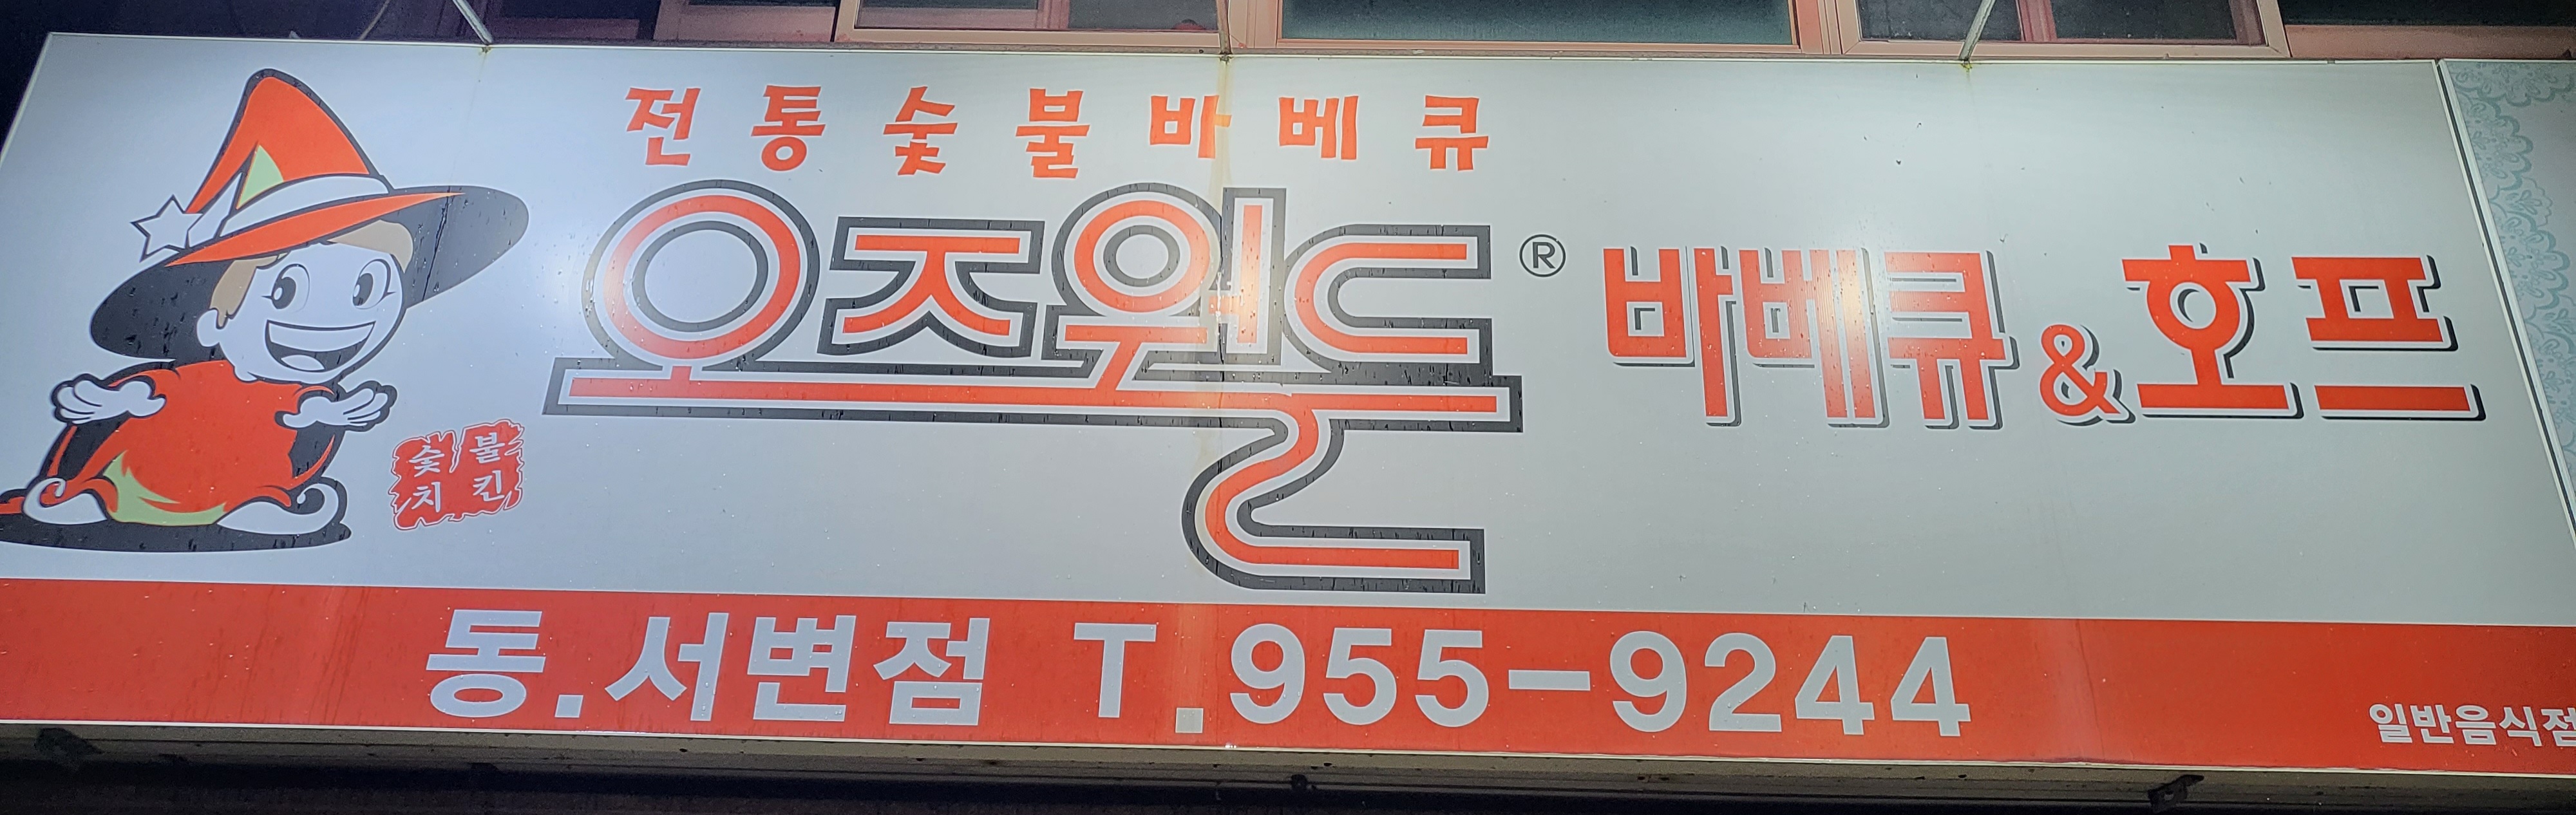 전통숯불바베큐
오즈월드® 바베큐&호프
숯불
치킨
동.서변점 T.955-9244
일반음식점